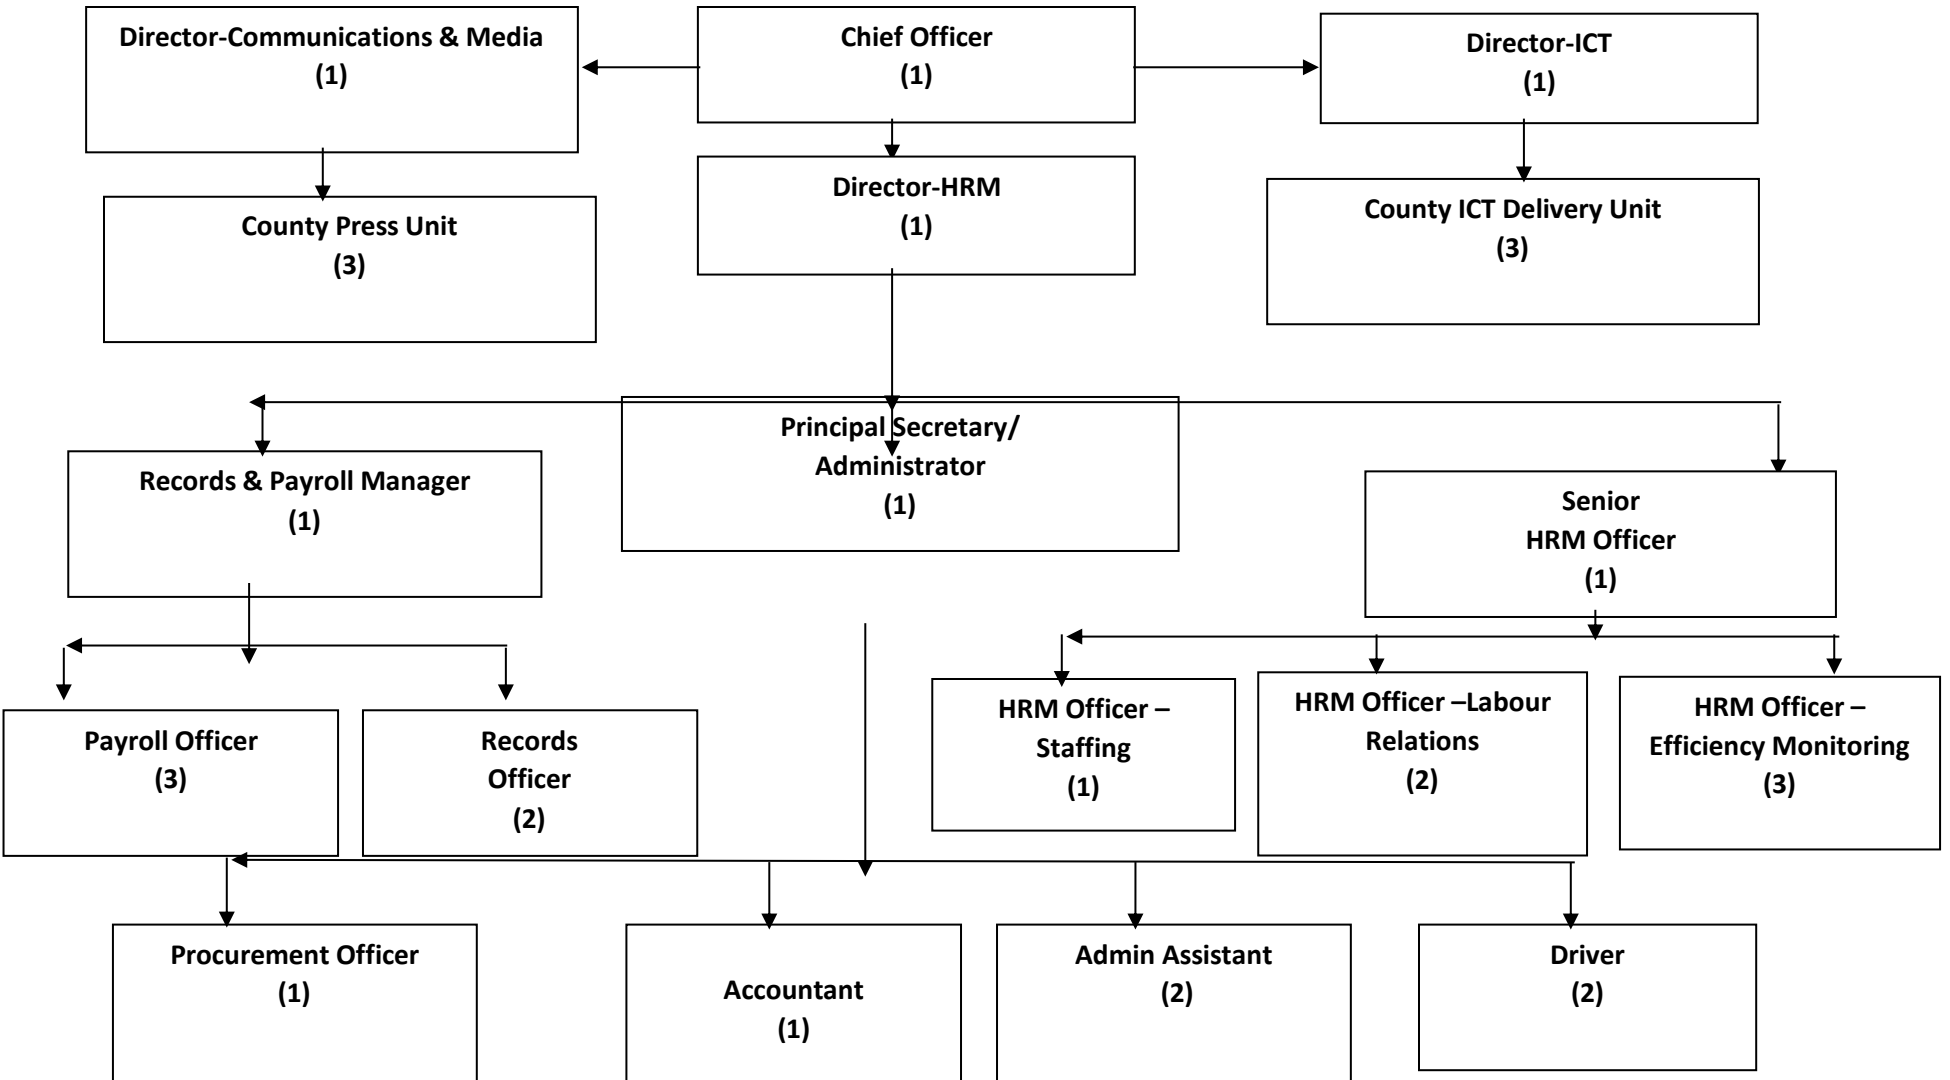 Director-Communications & Media
(1)
Chief Officer
(1)
Director-ICT
(1)
County Press Unit
(3)
Director-HRM
(1)
County ICT Delivery Unit
(3)
Records & Payroll Manager
(1)
Principal Secretary/
Administrator
(1)
Senior
HRM Officer
(1)
Payroll Officer
(3)
Records
Officer
(2)
HRM Officer –
Staffing
(1)
HRM Officer –Labour
Relations
(2)
HRM Officer –
Efficiency Monitoring
(3)
Procurement Officer
(1)
Accountant
(1)
Admin Assistant
(2)
Driver
(2)